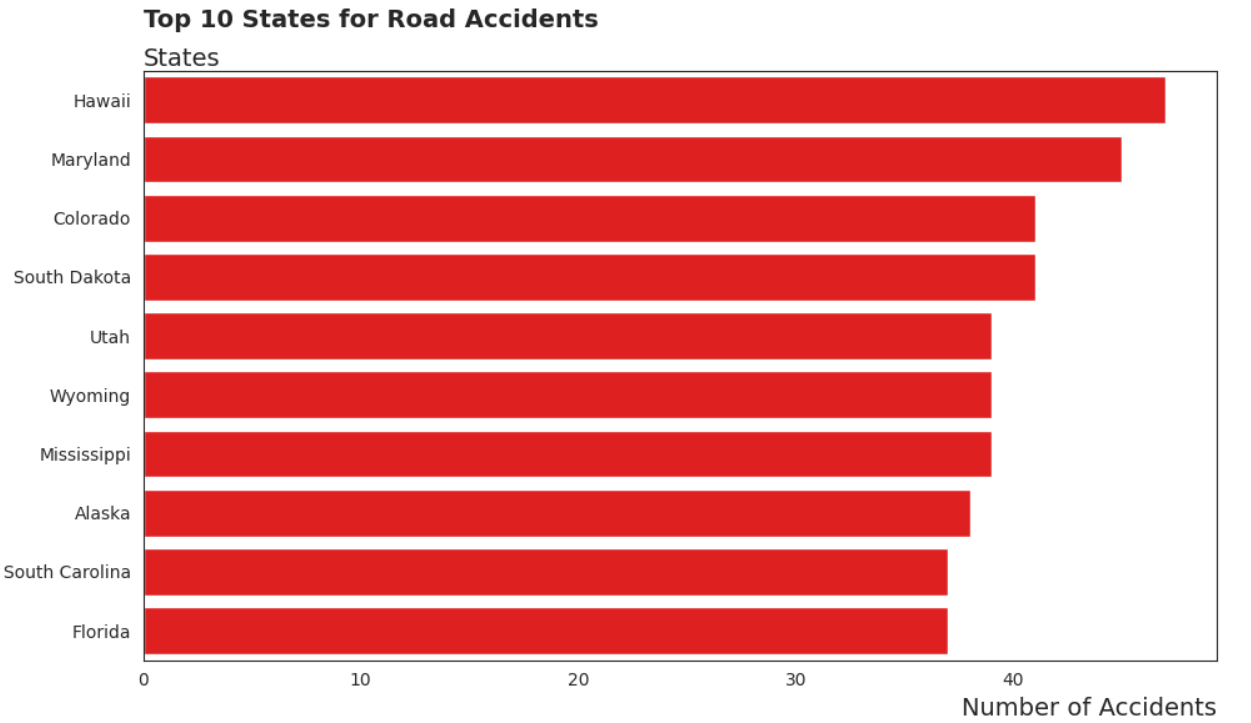 Top 10 States for Road Accidents
States
Hawaii
Maryland
Colorado
South Dakota
Utah
Wyoming
Mississippi
Alaska
South Carolina
Florida
0 10 20 30 40
Number of Accidents